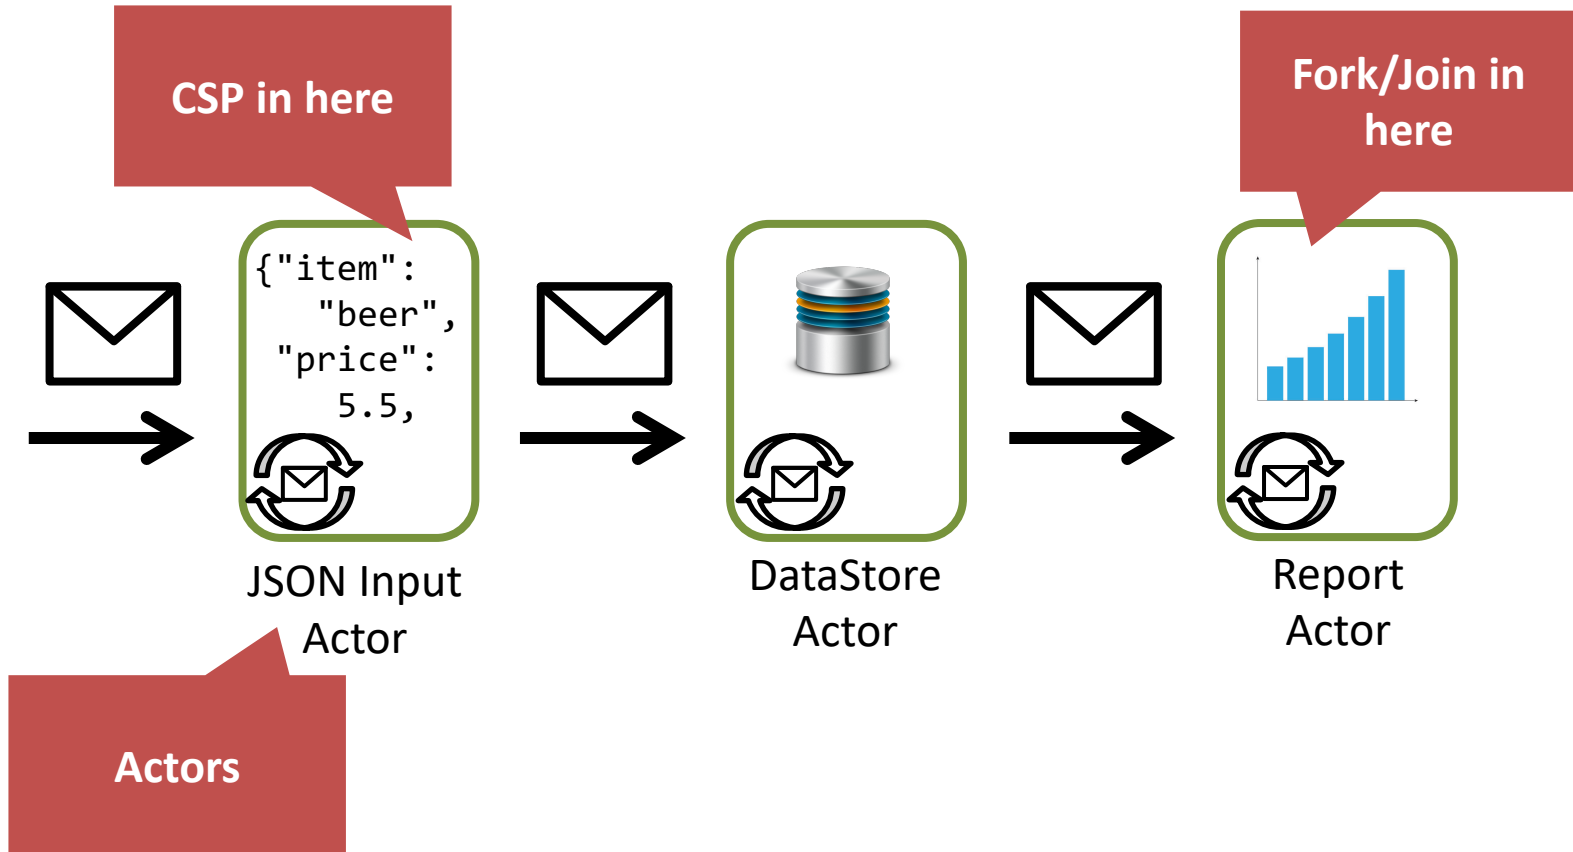 CSP in here
Fork/Join in
here
{"item":
"beer",
"price":
5.5,
JSON Input
Actor
DataStore
Actor
Report
Actor
Actors